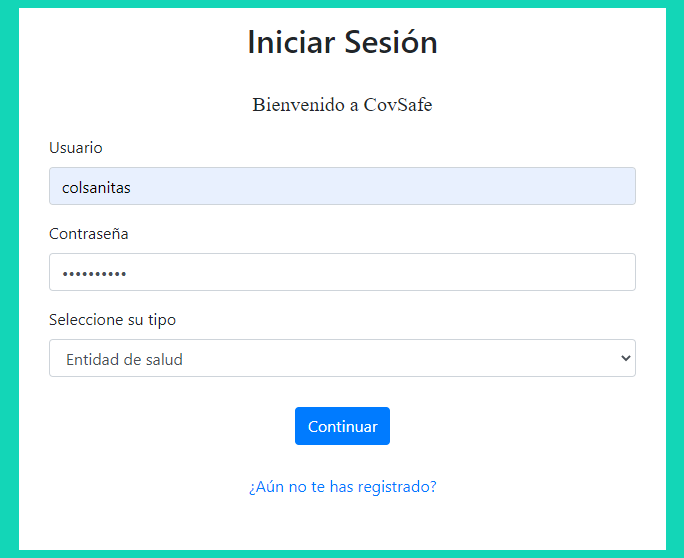 Iniciar Sesión
Bienvenido a CovSafe
Usuario
colsanitas
Contraseña
••••••••••
Seleccione su tipo
Entidad de salud
Continuar
¿Aún no te has registrado?